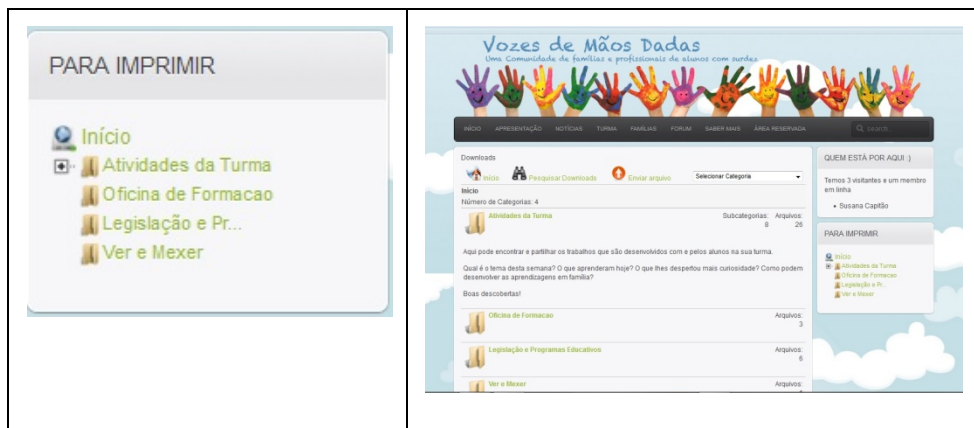 PARA IMPRIMIR
Início
Atividades da Turma
Oficina de Formacao
Legislação e Pr...
Ver e Mexer
Vozes de Mãos Dadas
Uma Comunidade de famílias e profissionais de alunos com surdez
INÍCIO APRESENTAÇÃO NOTÍCIAS TURMA FAMÍLIAS FORUM SABER MAIS ÁREA RESERVADA search...
Downloads
Início Pesquisar Downloads Enviar arquivo Selecionar Categoria
Início
Número de Categorias: 4
Atividades da Turma Subcategorias: Arquivos:
8 26
Aqui pode encontrar e partilhar os trabalhos que são desenvolvidos com e pelos alunos na sua turma.
Qual é o tema desta semana? O que aprenderam hoje? O que lhes despertou mais curiosidade? Como podem
desenvolver as aprendizagens em família?
Boas descobertas!
Oficina de Formacao Arquivos:
3
Legislação e Programas Educativos Arquivos:
6
Ver e Mexer Arquivos:
QUEM ESTÁ POR AQUI :)
Temos 3 visitantes e um membro
em linha
Susana Capitão
PARA IMPRIMIR
Início
Atividades da Turma
Oficina de Formacao
Legislação e Pr...
Ver e Mexer